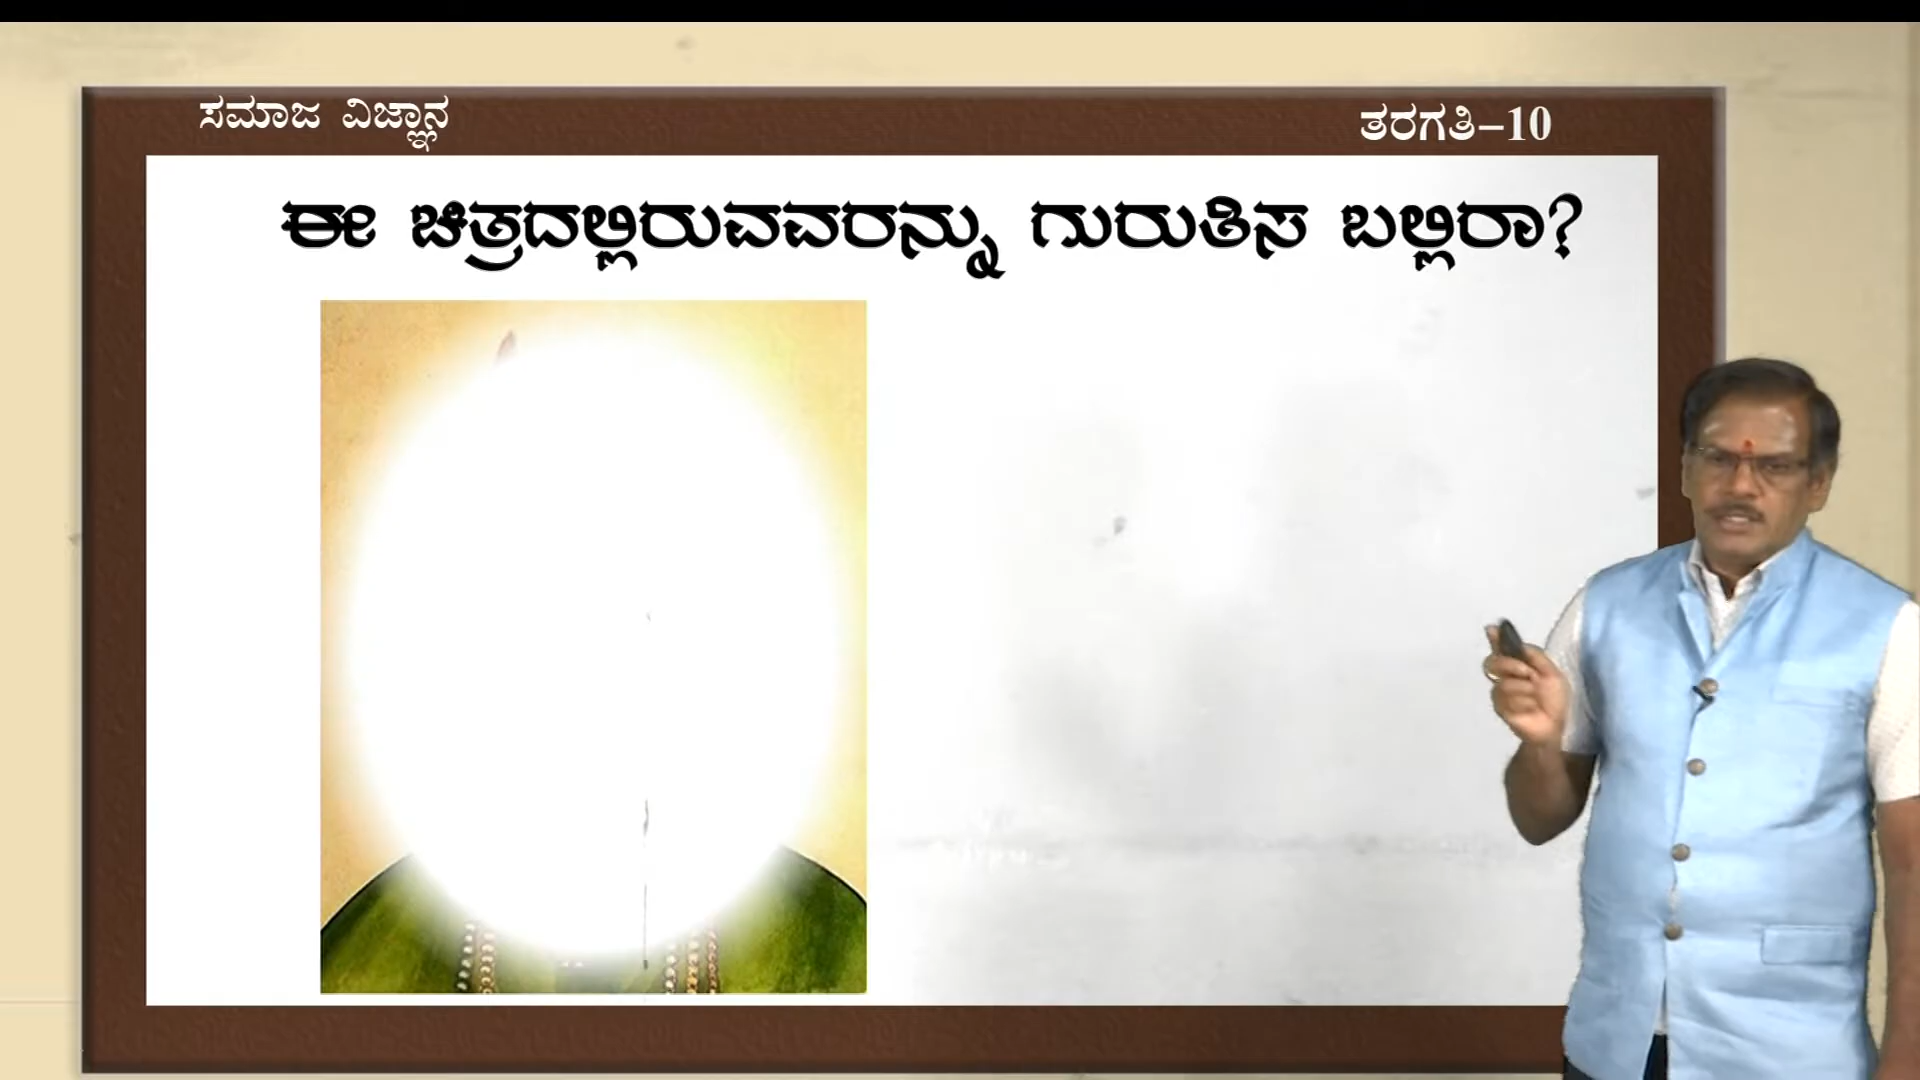 ಸಮಾಜ ವಿಜ್ಞಾನ
ತರಗತಿ-10
ಈ ಚಿತ್ರದಲ್ಲಿರುವವರನ್ನು ಗುರುತಿಸ ಬಲ್ಲಿರಾ?